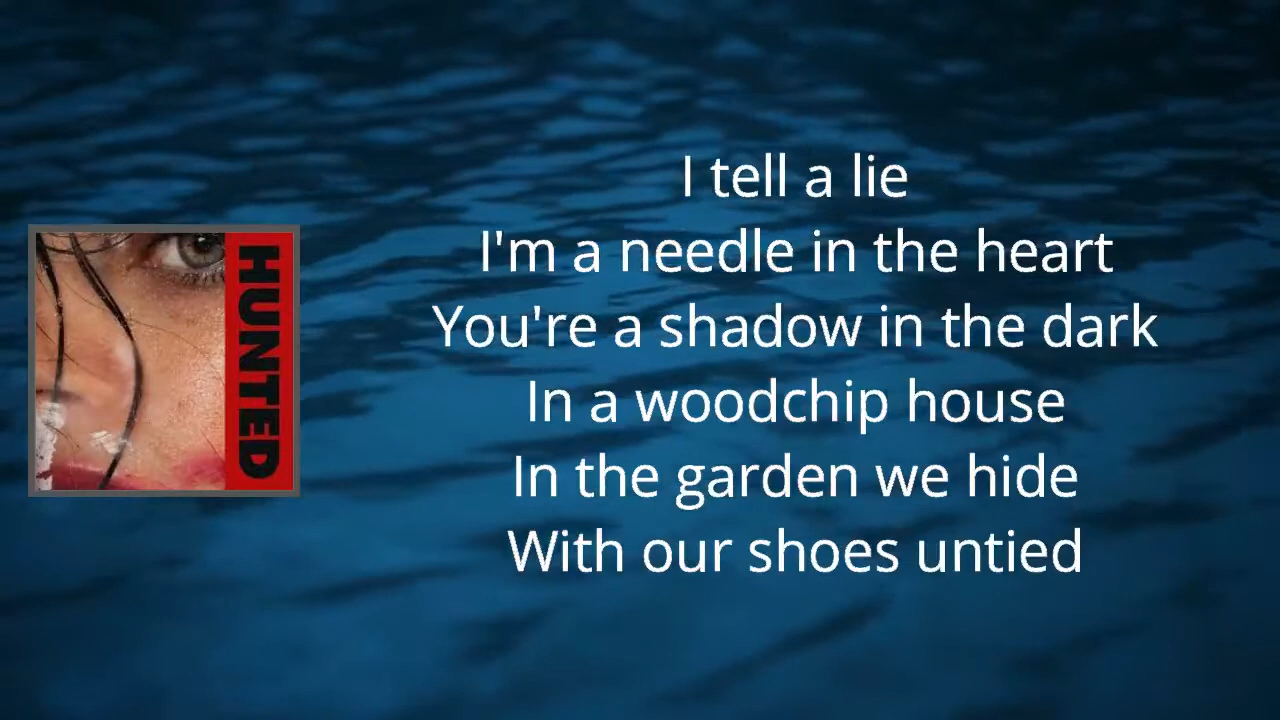 HUNTED
I tell a lie
I'm a needle in the heart
You're a shadow in the dark
In a woodchip house
In the garden we hide
With our shoes untied